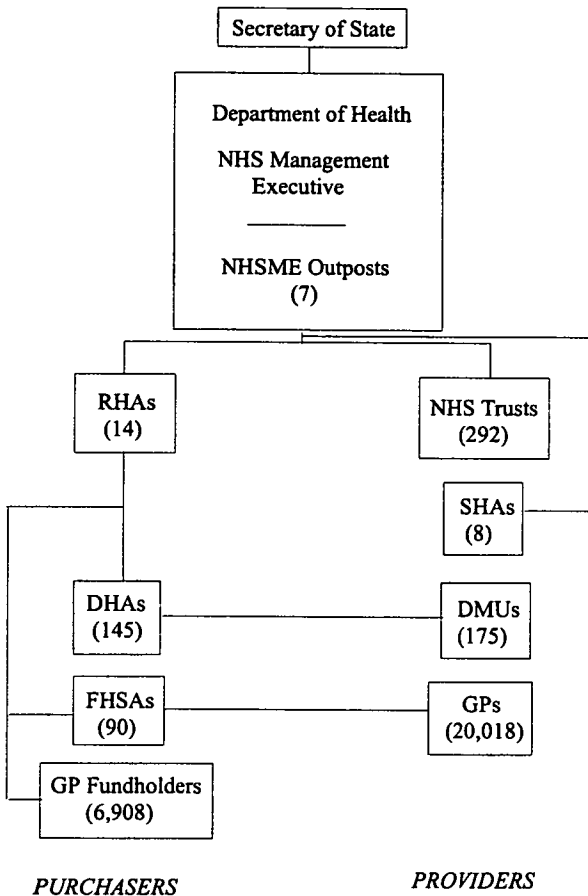 Secretary of State
Department of Health
NHS Management
Executive
NHSME Outposts
(7)
RHAs
(14)
NHS Trusts
(292)
SHAs
(8)
DHAs
(145)
DMUs
(175)
FHSAs
(90)
GPs
(20,018)
GP Fundholders
(6,908)
PURCHASERS
PROVIDERS